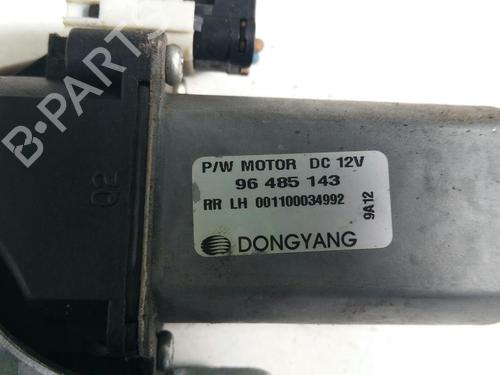 B-PARTS
02
P/W MOTOR DC 12V
96 485 143
RR LH 001100034992
9A12
DONGYANG